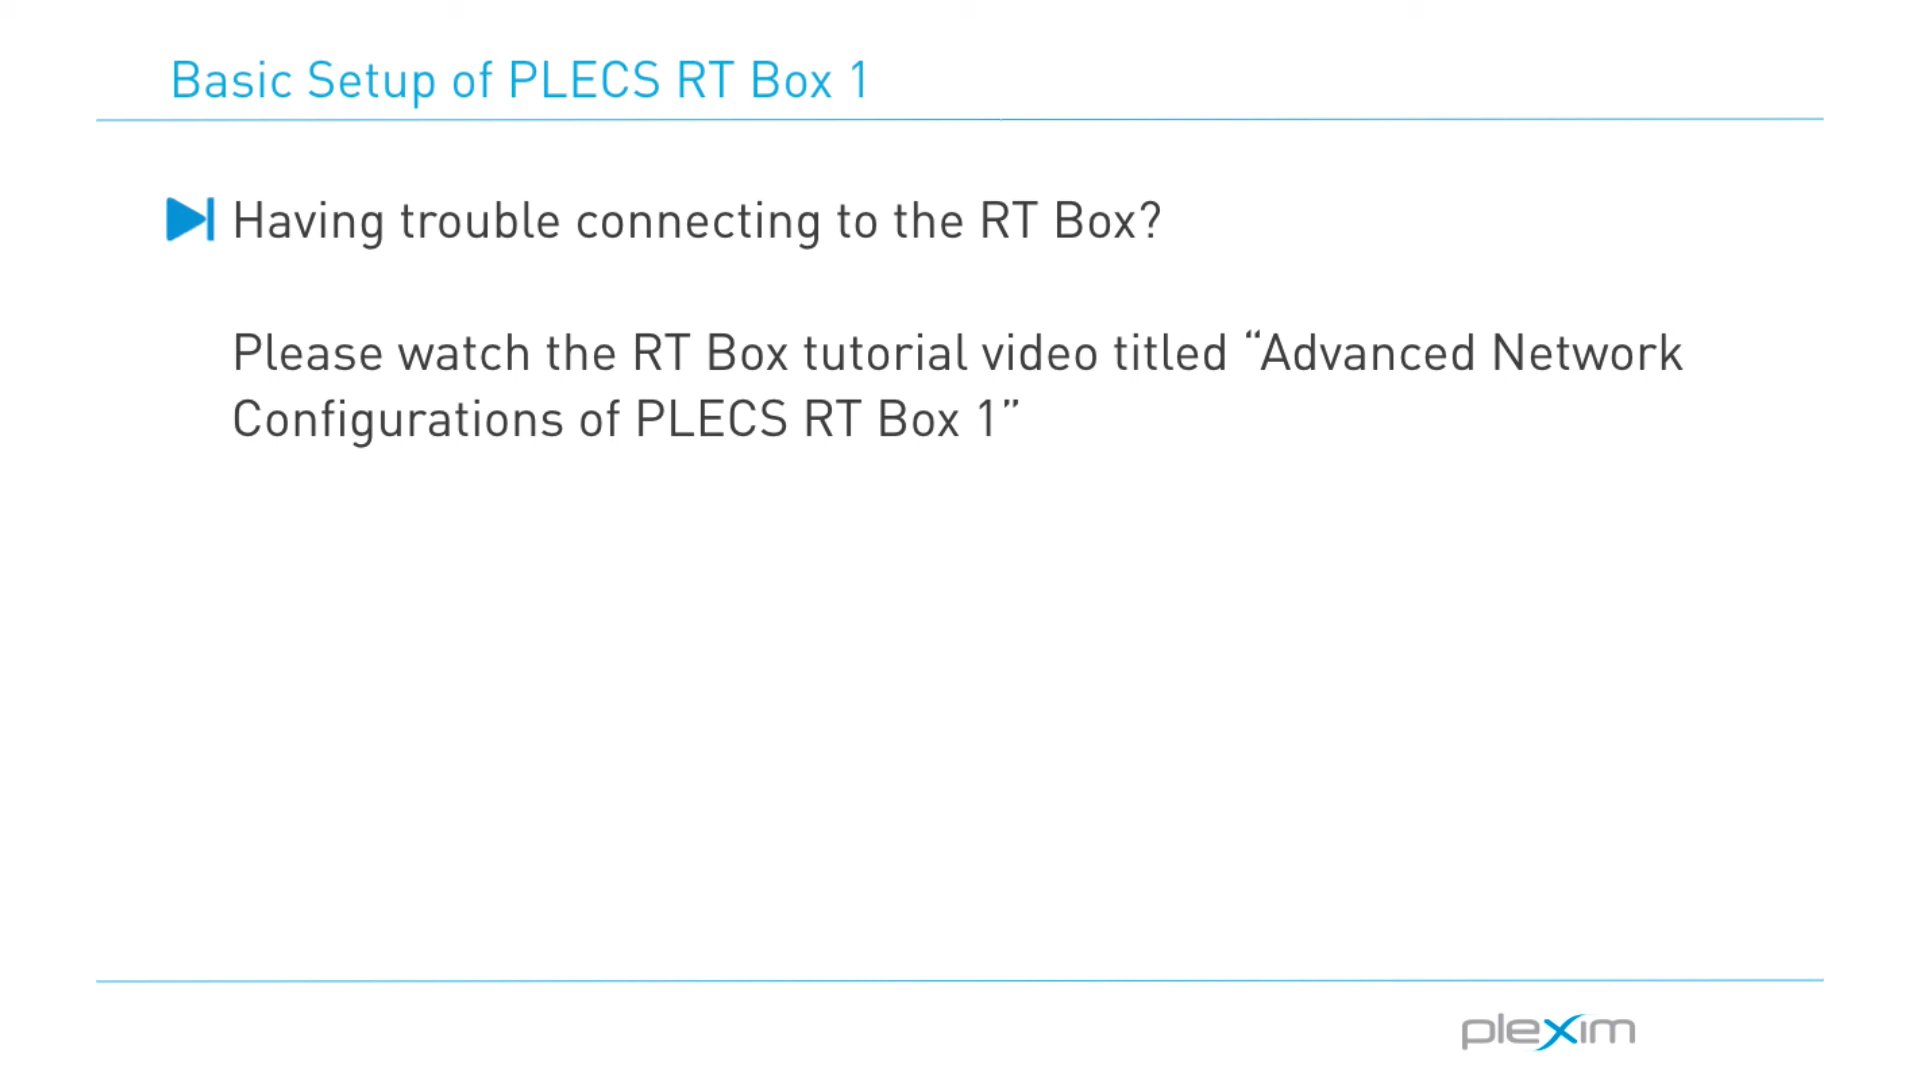 Basic Setup of PLECS RT Box 1
Having trouble connecting to the RT Box?
Please watch the RT Box tutorial video titled “Advanced Network
Configurations of PLECS RT Box 1”
plexim